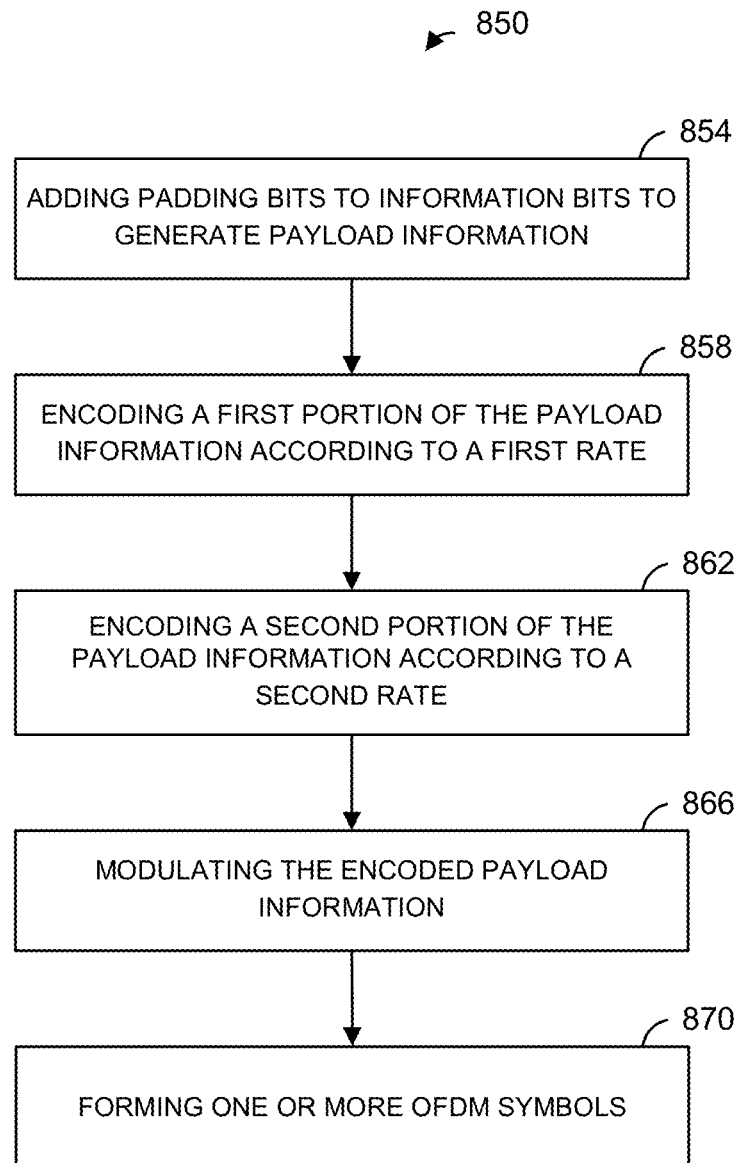 850
854
ADDING PADDING BITS TO INFORMATION BITS TO
GENERATE PAYLOAD INFORMATION
858
ENCODING A FIRST PORTION OF THE PAYLOAD
INFORMATION ACCORDING TO A FIRST RATE
862
ENCODING A SECOND PORTION OF THE
PAYLOAD INFORMATION ACCORDING TO A
SECOND RATE
866
MODULATING THE ENCODED PAYLOAD
INFORMATION
870
FORMING ONE OR MORE OFDM SYMBOLS